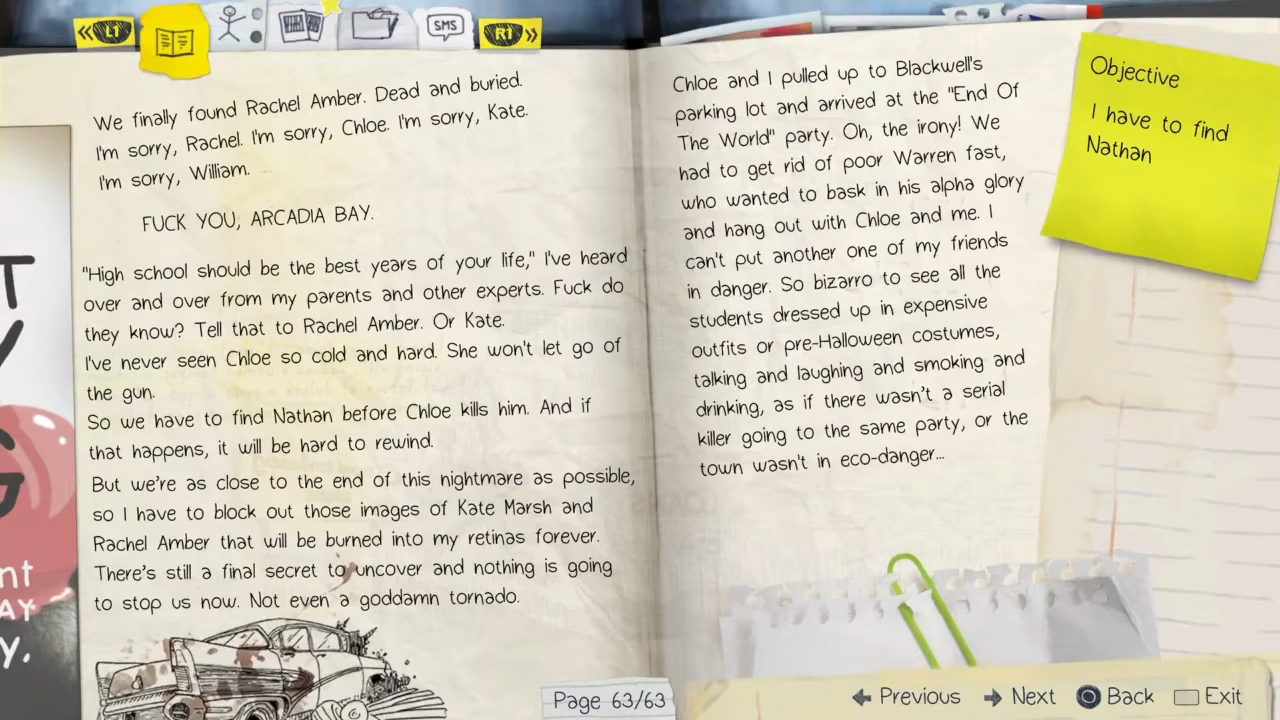 L1
SMS
R1
We finally found Rachel Amber. Dead and buried.
I'm sorry, Rachel. I'm sorry, Chloe. I'm sorry, Kate.
I'm sorry, William.
FUCK YOU, ARCADIA BAY.
"High school should be the best years of your life," I've heard
over and over from my parents and other experts. Fuck do
they know? Tell that to Rachel Amber. Or Kate.
I've never seen Chloe so cold and hard. She won't let go of
the gun.
So we have to find Nathan before Chloe kills him. And if
that happens, it will be hard to rewind.
But we're as close to the end of this nightmare as possible,
so I have to block out those images of Kate Marsh and
Rachel Amber that will be burned into my retinas forever.
There's still a final secret to uncover and nothing is going
to stop us now. Not even a goddamn tornado.
Chloe and I pulled up to Blackwell's
parking lot and arrived at the "End Of
The World" party. Oh, the irony! We
had to get rid of poor Warren fast,
who wanted to bask in his alpha glory
and hang out with Chloe and me. I
can't put another one of my friends
in danger. So bizarro to see all the
students dressed up in expensive
outfits or pre-Halloween costumes,
talking and laughing and smoking and
drinking, as if there wasn't a serial
killer going to the same party, or the
town wasn't in eco-danger...
Objective
I have to find
Nathan
Page 63/63
Previous
Next
Back
Exit